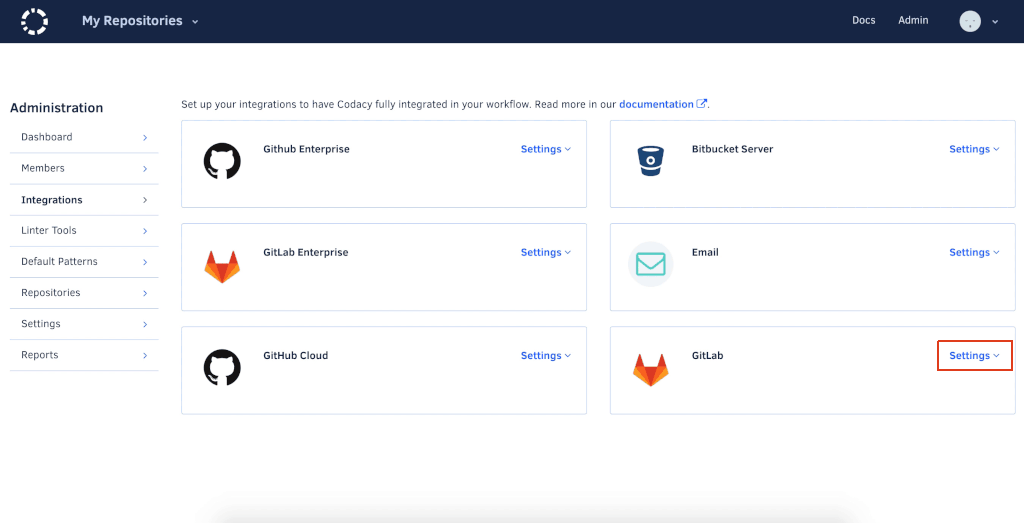 My Repositories
Docs
Admin
Administration
Dashboard
Members
Integrations
Linter Tools
Default Patterns
Repositories
Settings
Reports
Set up your integrations to have Codacy fully integrated in your workflow. Read more in our documentation.
Github Enterprise
Settings
Bitbucket Server
Settings
GitLab Enterprise
Settings
Email
Settings
GitHub Cloud
Settings
GitLab
Settings